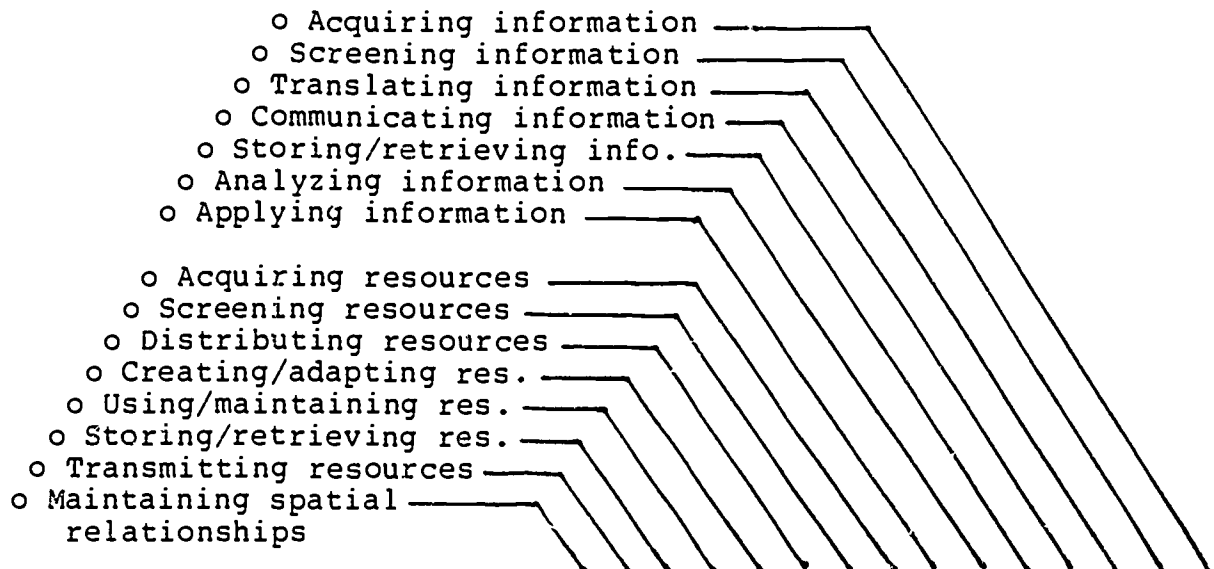 o Acquiring information
o Screening information
o Translating information
o Communicating information
o Storing/retrieving info.
o Analyzing information
o Applying information
o Acquiring resources
o Screening resources
o Distributing resources
o Creating/adapting res.
o Using/maintaining res.
o Storing/retrieving res.
o Transmitting resources
o Maintaining spatial
relationships